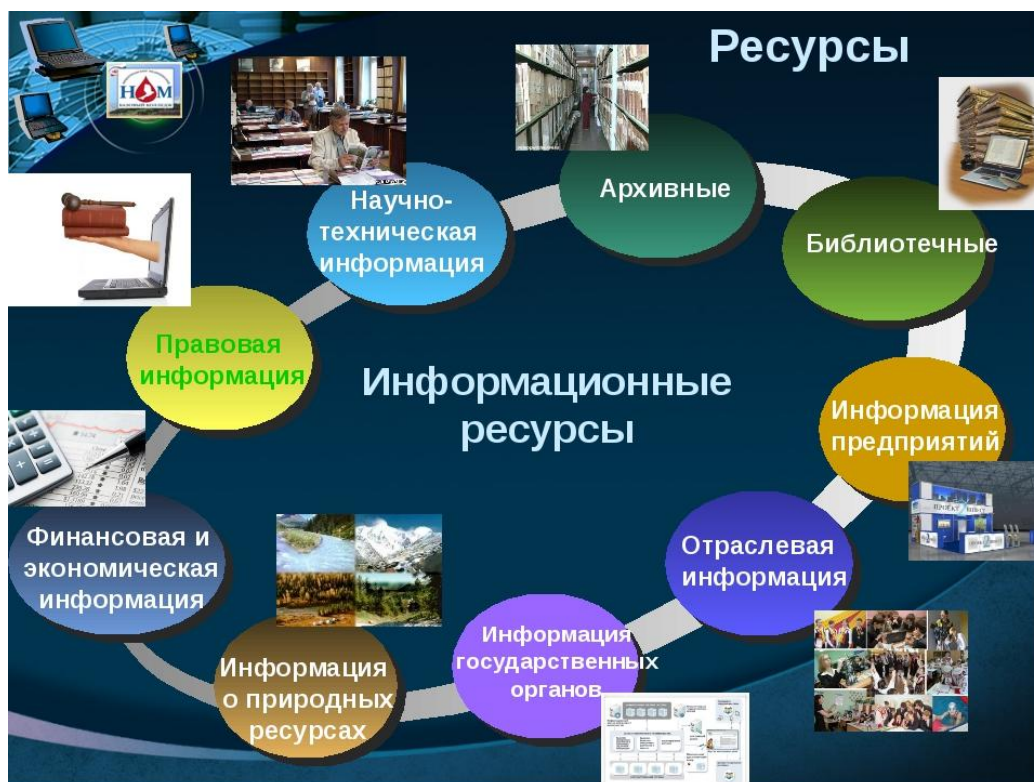 Ресурсы
НМ
Научно-
техническая
информация
Архивные
Библиотечные
Правовая
информация
Информационные
ресурсы
Информация
предприятий
Финансовая и
экономическая
информация
Отраслевая
информация
Информация
государственных
органов
Информация
о природных
ресурсах